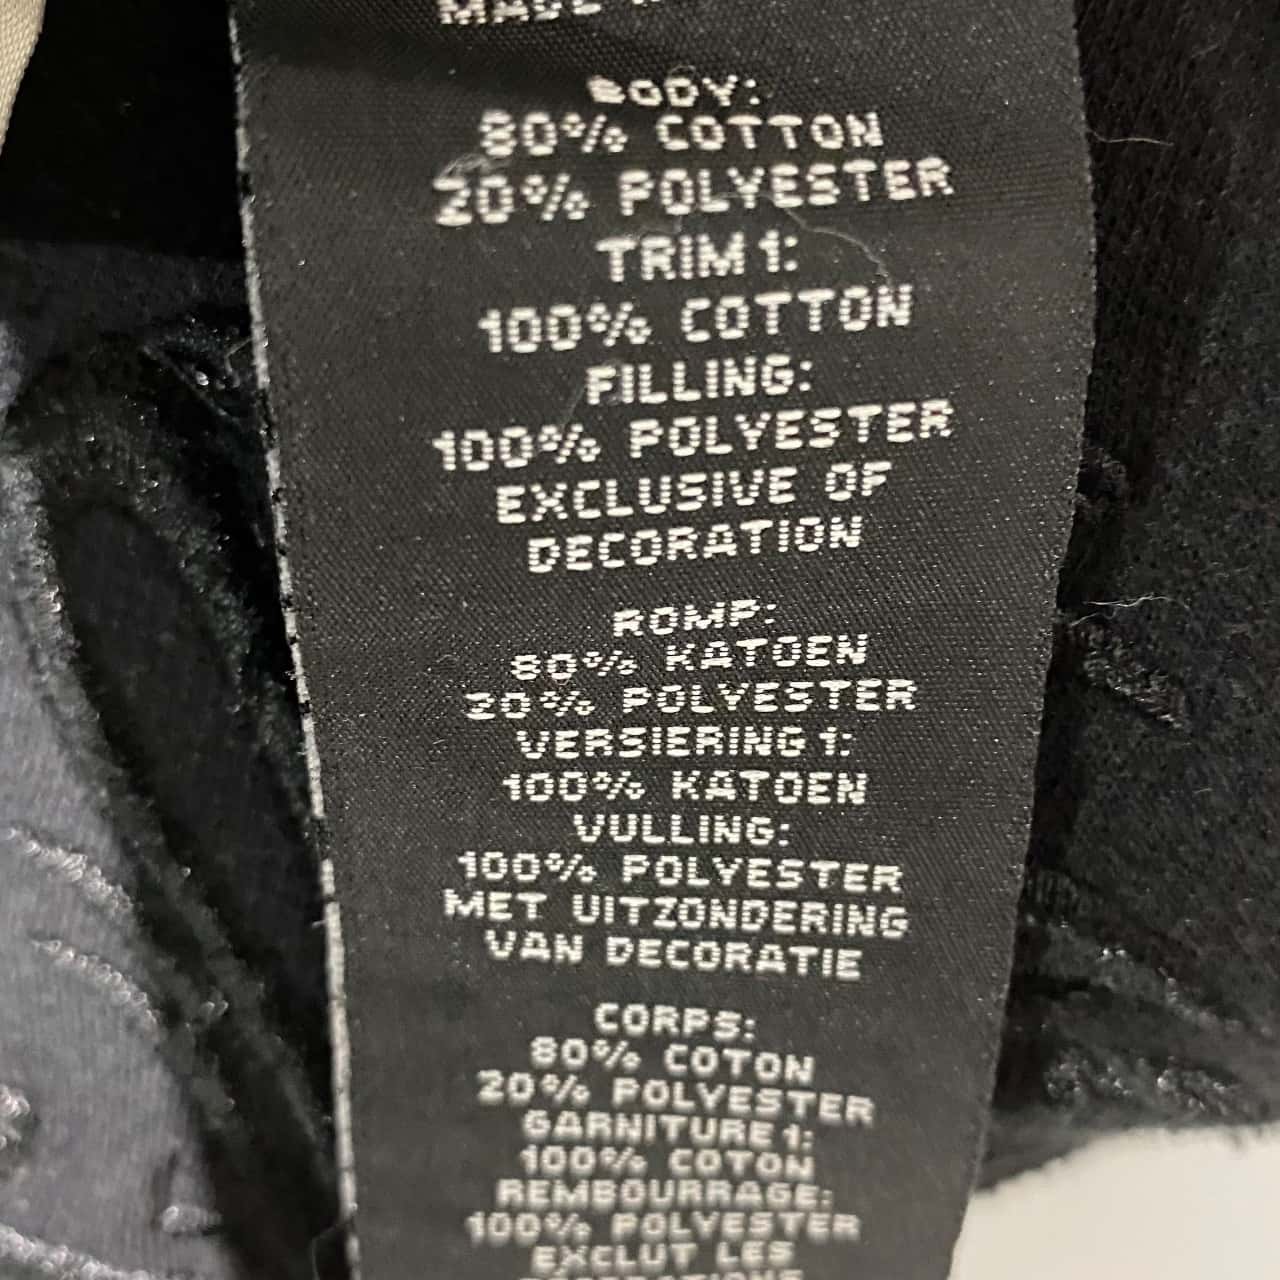 MADE
BODY:
80% COTTON
20% POLYESTER
TRIM 1:
100% COTTON
FILLING:
100% POLYESTER
EXCLUSIVE OF
DECORATION
ROMP:
80% KATOEN
20% POLYESTER
VERSIERING 1:
100% KATOEN
VULLING:
100% POLYESTER
MET UITZONDERING
VAN DECORATIE
CORPS:
80% COTON
20% POLYESTER
GARNITURE 1:
100% COTON
REMBOURRAGE:
100% POLYESTER
EXCLUT LES